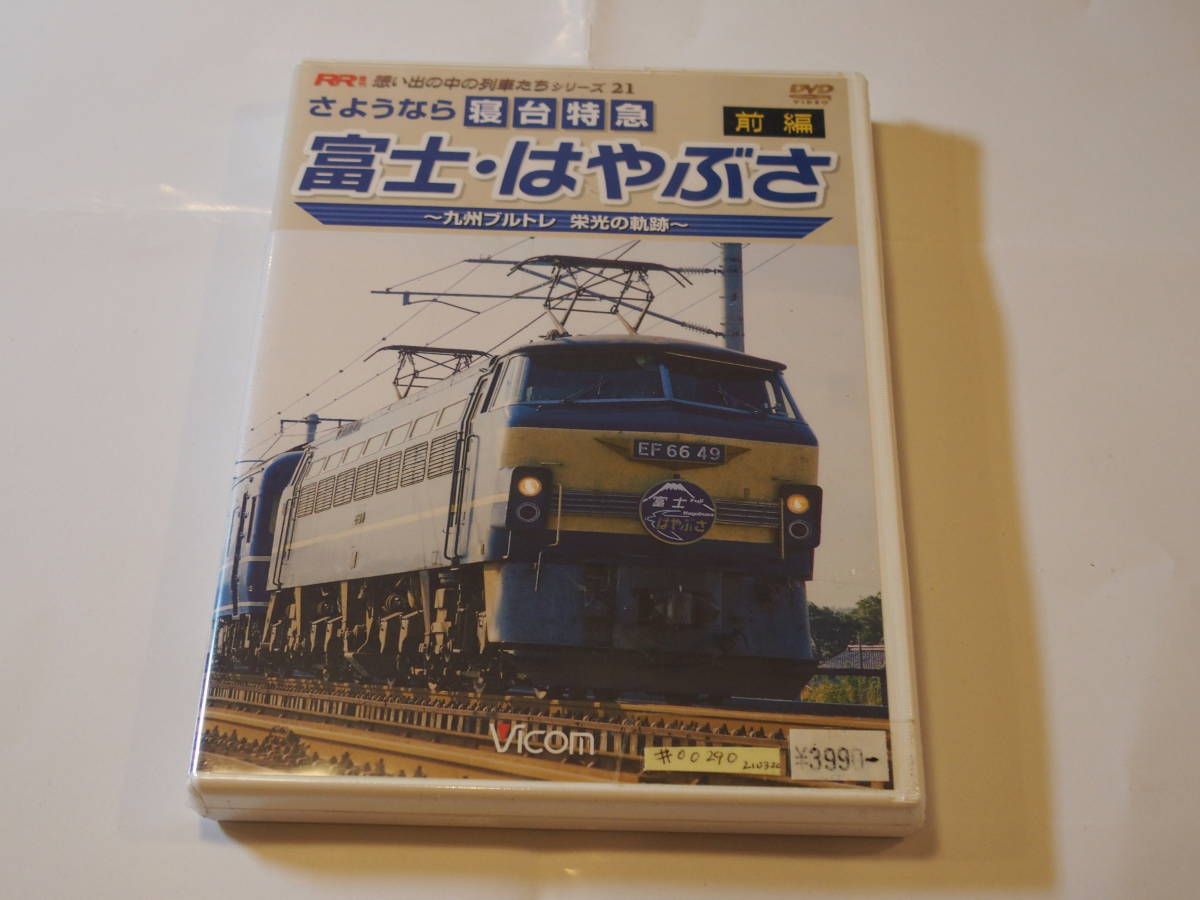 RR 想い出の中の列車たちシリーズ 21
DVD
VIDEO
さようなら 寝台特急
前編
富士・はやぶさ
～九州ブルトレ 栄光の軌跡～
EF 66 49
富士
はやぶさ
Vicom
#00290
210320
¥3990-